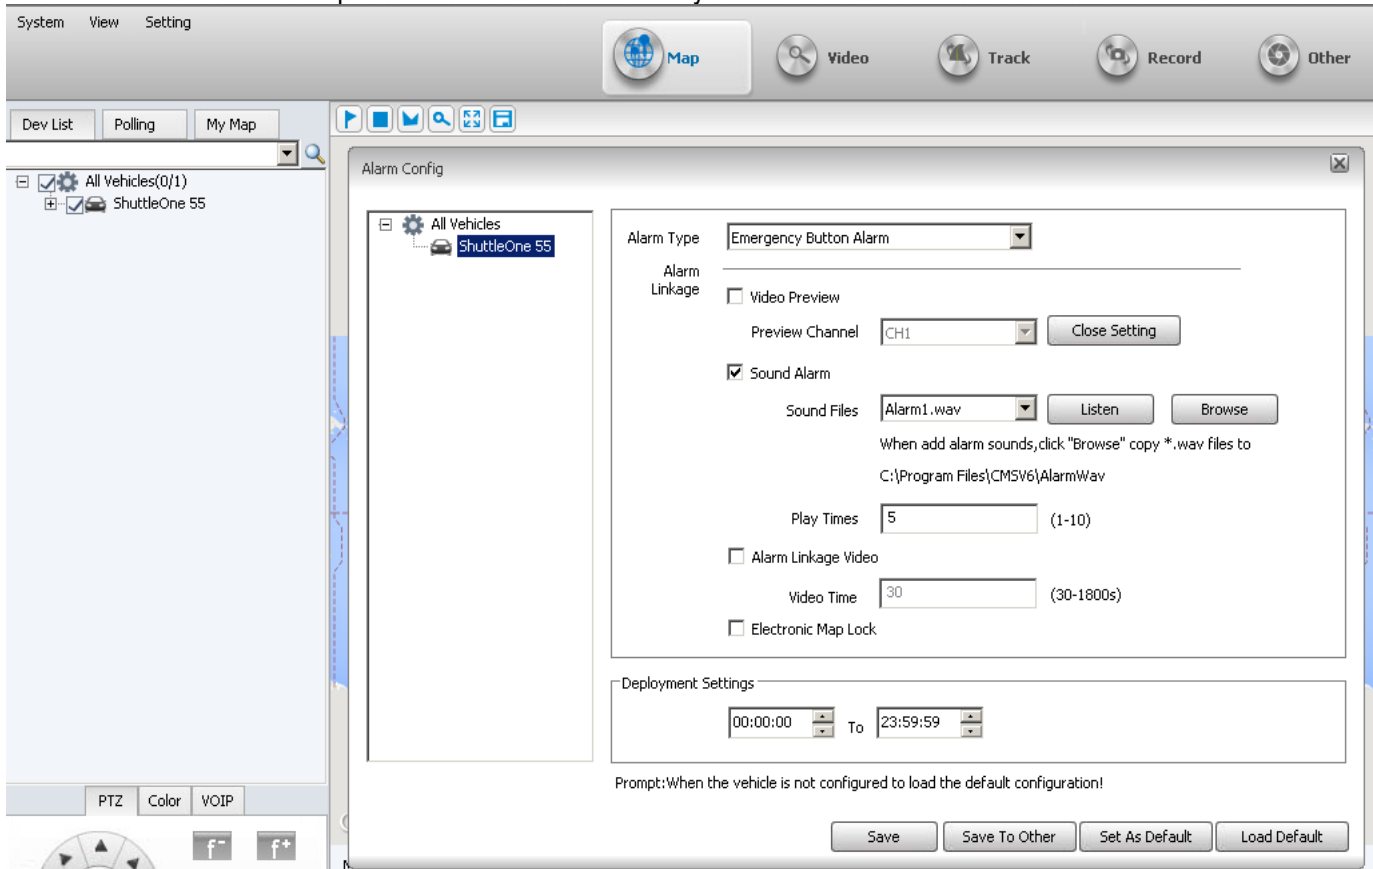 System View Setting
Map Video Track Record Other
Dev List Polling My Map
All Vehicles(0/1)
ShuttleOne 55
Alarm Config
All Vehicles
ShuttleOne 55
Alarm Type Emergency Button Alarm
Alarm
Linkage
Video Preview
Preview Channel CH1 Close Setting
Sound Alarm
Sound Files Alarm1.wav Listen Browse
When add alarm sounds,click "Browse" copy *.wav files to
C:\Program Files\CMSV6\AlarmWav
Play Times 5 (1-10)
Alarm Linkage Video
Video Time 30 (30-1800s)
Electronic Map Lock
Deployment Settings
00:00:00 To 23:59:59
Prompt:When the vehicle is not configured to load the default configuration!
Save Save To Other Set As Default Load Default
PTZ Color VOIP
f- f+